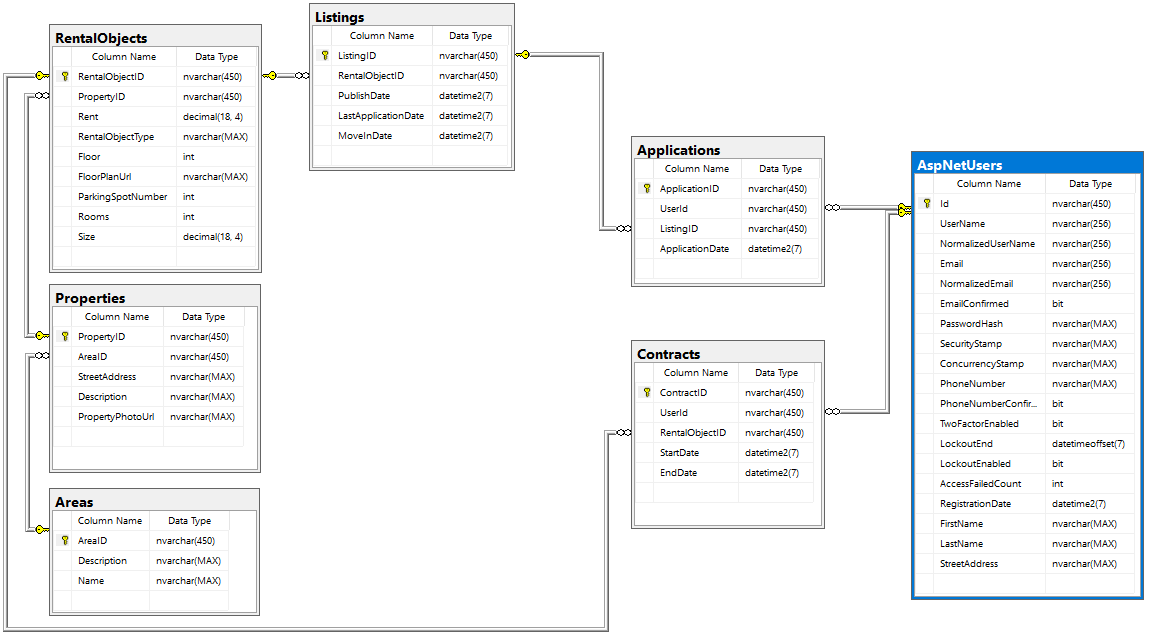 RentalObjects
Column Name Data Type
RentalObjectID nvarchar(450)
PropertyID nvarchar(450)
Rent decimal(18, 4)
RentalObjectType nvarchar(MAX)
Floor int
FloorPlanUrl nvarchar(MAX)
ParkingSpotNumber int
Rooms int
Size decimal(18, 4)
Properties
Column Name Data Type
PropertyID nvarchar(450)
AreaID nvarchar(450)
StreetAddress nvarchar(MAX)
Description nvarchar(MAX)
PropertyPhotoUrl nvarchar(MAX)
Areas
Column Name Data Type
AreaID nvarchar(450)
Description nvarchar(MAX)
Name nvarchar(MAX)
Listings
Column Name Data Type
ListingID nvarchar(450)
RentalObjectID nvarchar(450)
PublishDate datetime2(7)
LastApplicationDate datetime2(7)
MoveInDate datetime2(7)
Applications
Column Name Data Type
ApplicationID nvarchar(450)
UserId nvarchar(450)
ListingID nvarchar(450)
ApplicationDate datetime2(7)
Contracts
Column Name Data Type
ContractID nvarchar(450)
UserId nvarchar(450)
RentalObjectID nvarchar(450)
StartDate datetime2(7)
EndDate datetime2(7)
AspNetUsers
Column Name Data Type
Id nvarchar(450)
UserName nvarchar(256)
NormalizedUserName nvarchar(256)
Email nvarchar(256)
NormalizedEmail nvarchar(256)
EmailConfirmed bit
PasswordHash nvarchar(MAX)
SecurityStamp nvarchar(MAX)
ConcurrencyStamp nvarchar(MAX)
PhoneNumber nvarchar(MAX)
PhoneNumberConfir... bit
TwoFactorEnabled bit
LockoutEnd datetimeoffset(7)
LockoutEnabled bit
AccessFailedCount int
RegistrationDate datetime2(7)
FirstName nvarchar(MAX)
LastName nvarchar(MAX)
StreetAddress nvarchar(MAX)